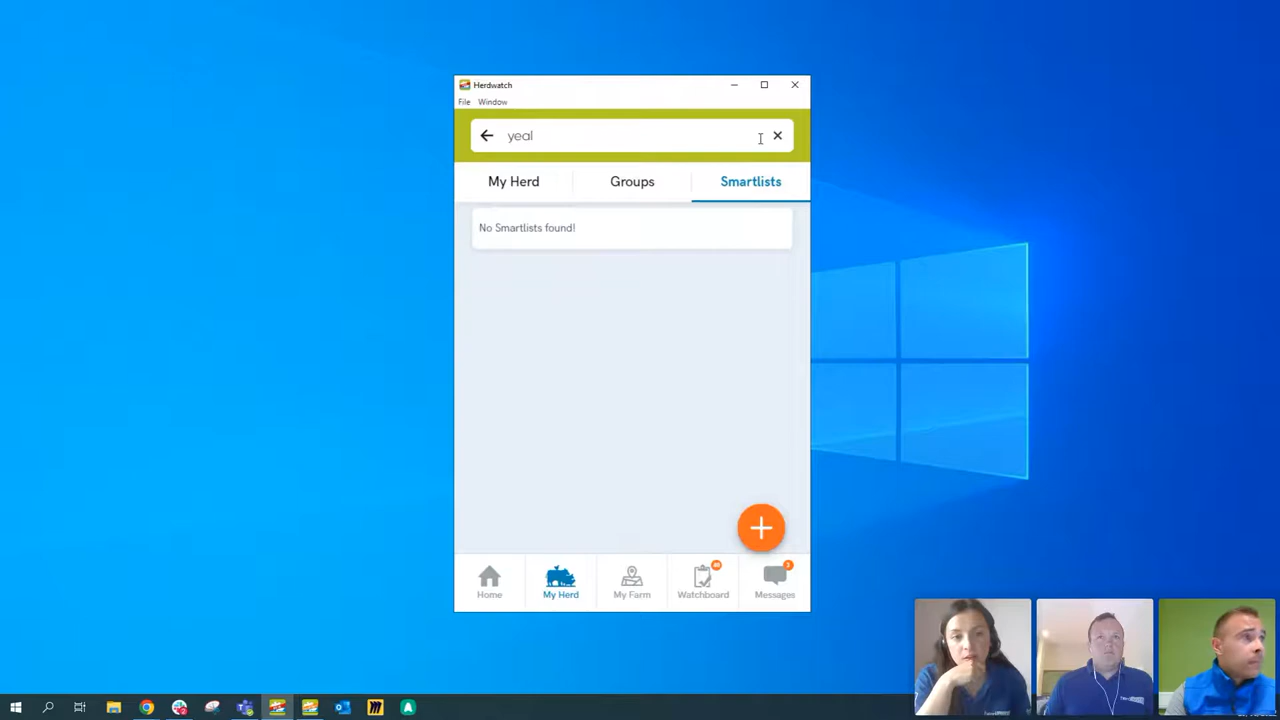 Herdwatch
File Window
yeal
My Herd Groups Smartlists
No Smartlists found!
Home My Herd My Farm Watchboard Messages